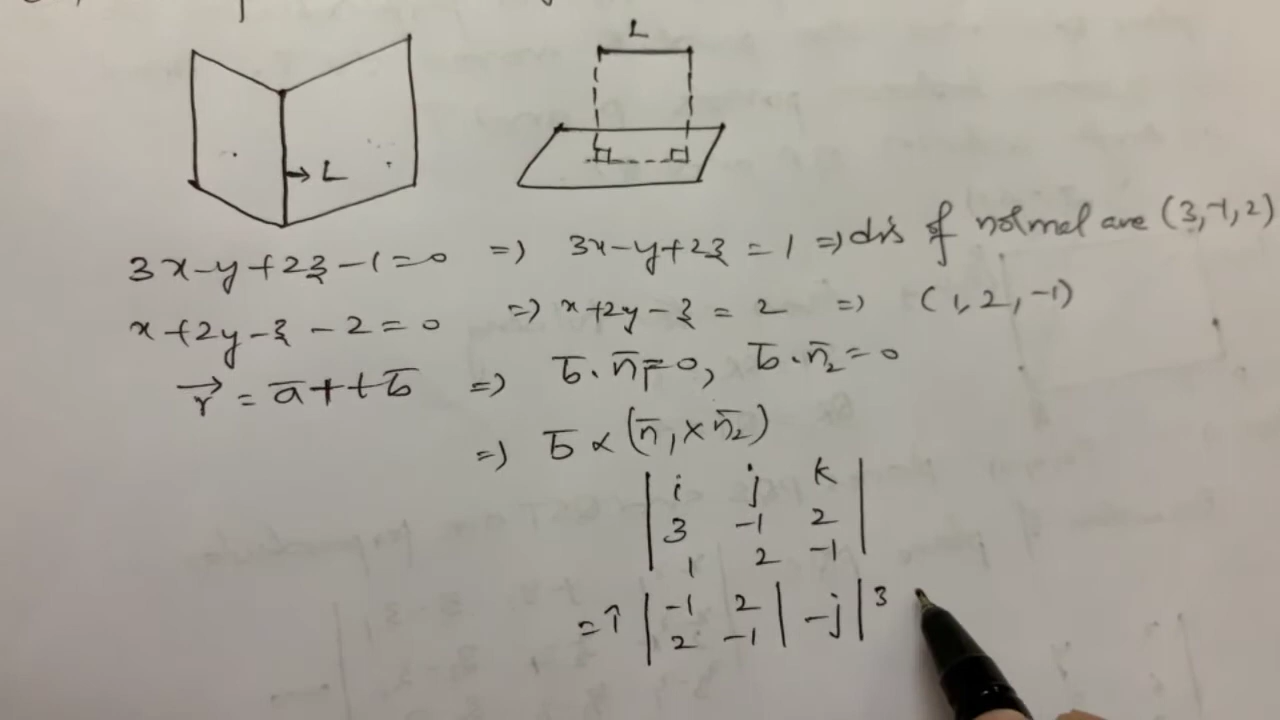 L
L
3x-y+2z-1=0 => 3x-y+2z = 1 => drs of normal are (3,-1,2)
x+2y-z-2=0 => x+2y-z = 2 => (1,2,-1)
r⃗ = a̅+tb̅ => b̅.n̅₁=0, b̅.n̅₂=0
=> b̅ ∝ (n̅₁×n̅₂)
| i j k |
| 3 -1 2 |
| 1 2 -1 |
= î | -1 2 | -j | 3
| 2 -1 |